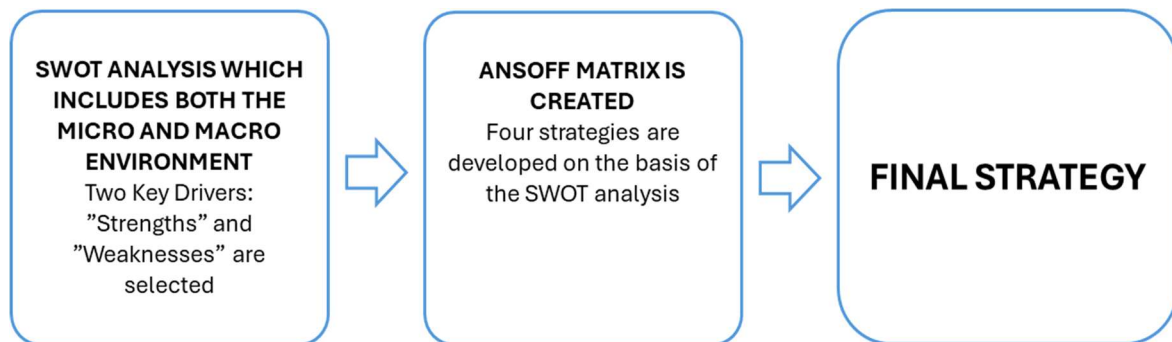 SWOT ANALYSIS WHICH
INCLUDES BOTH THE
MICRO AND MACRO
ENVIRONMENT
Two Key Drivers:
”Strengths” and
”Weaknesses” are
selected
ANSOFF MATRIX IS
CREATED
Four strategies are
developed on the basis of
the SWOT analysis
FINAL STRATEGY